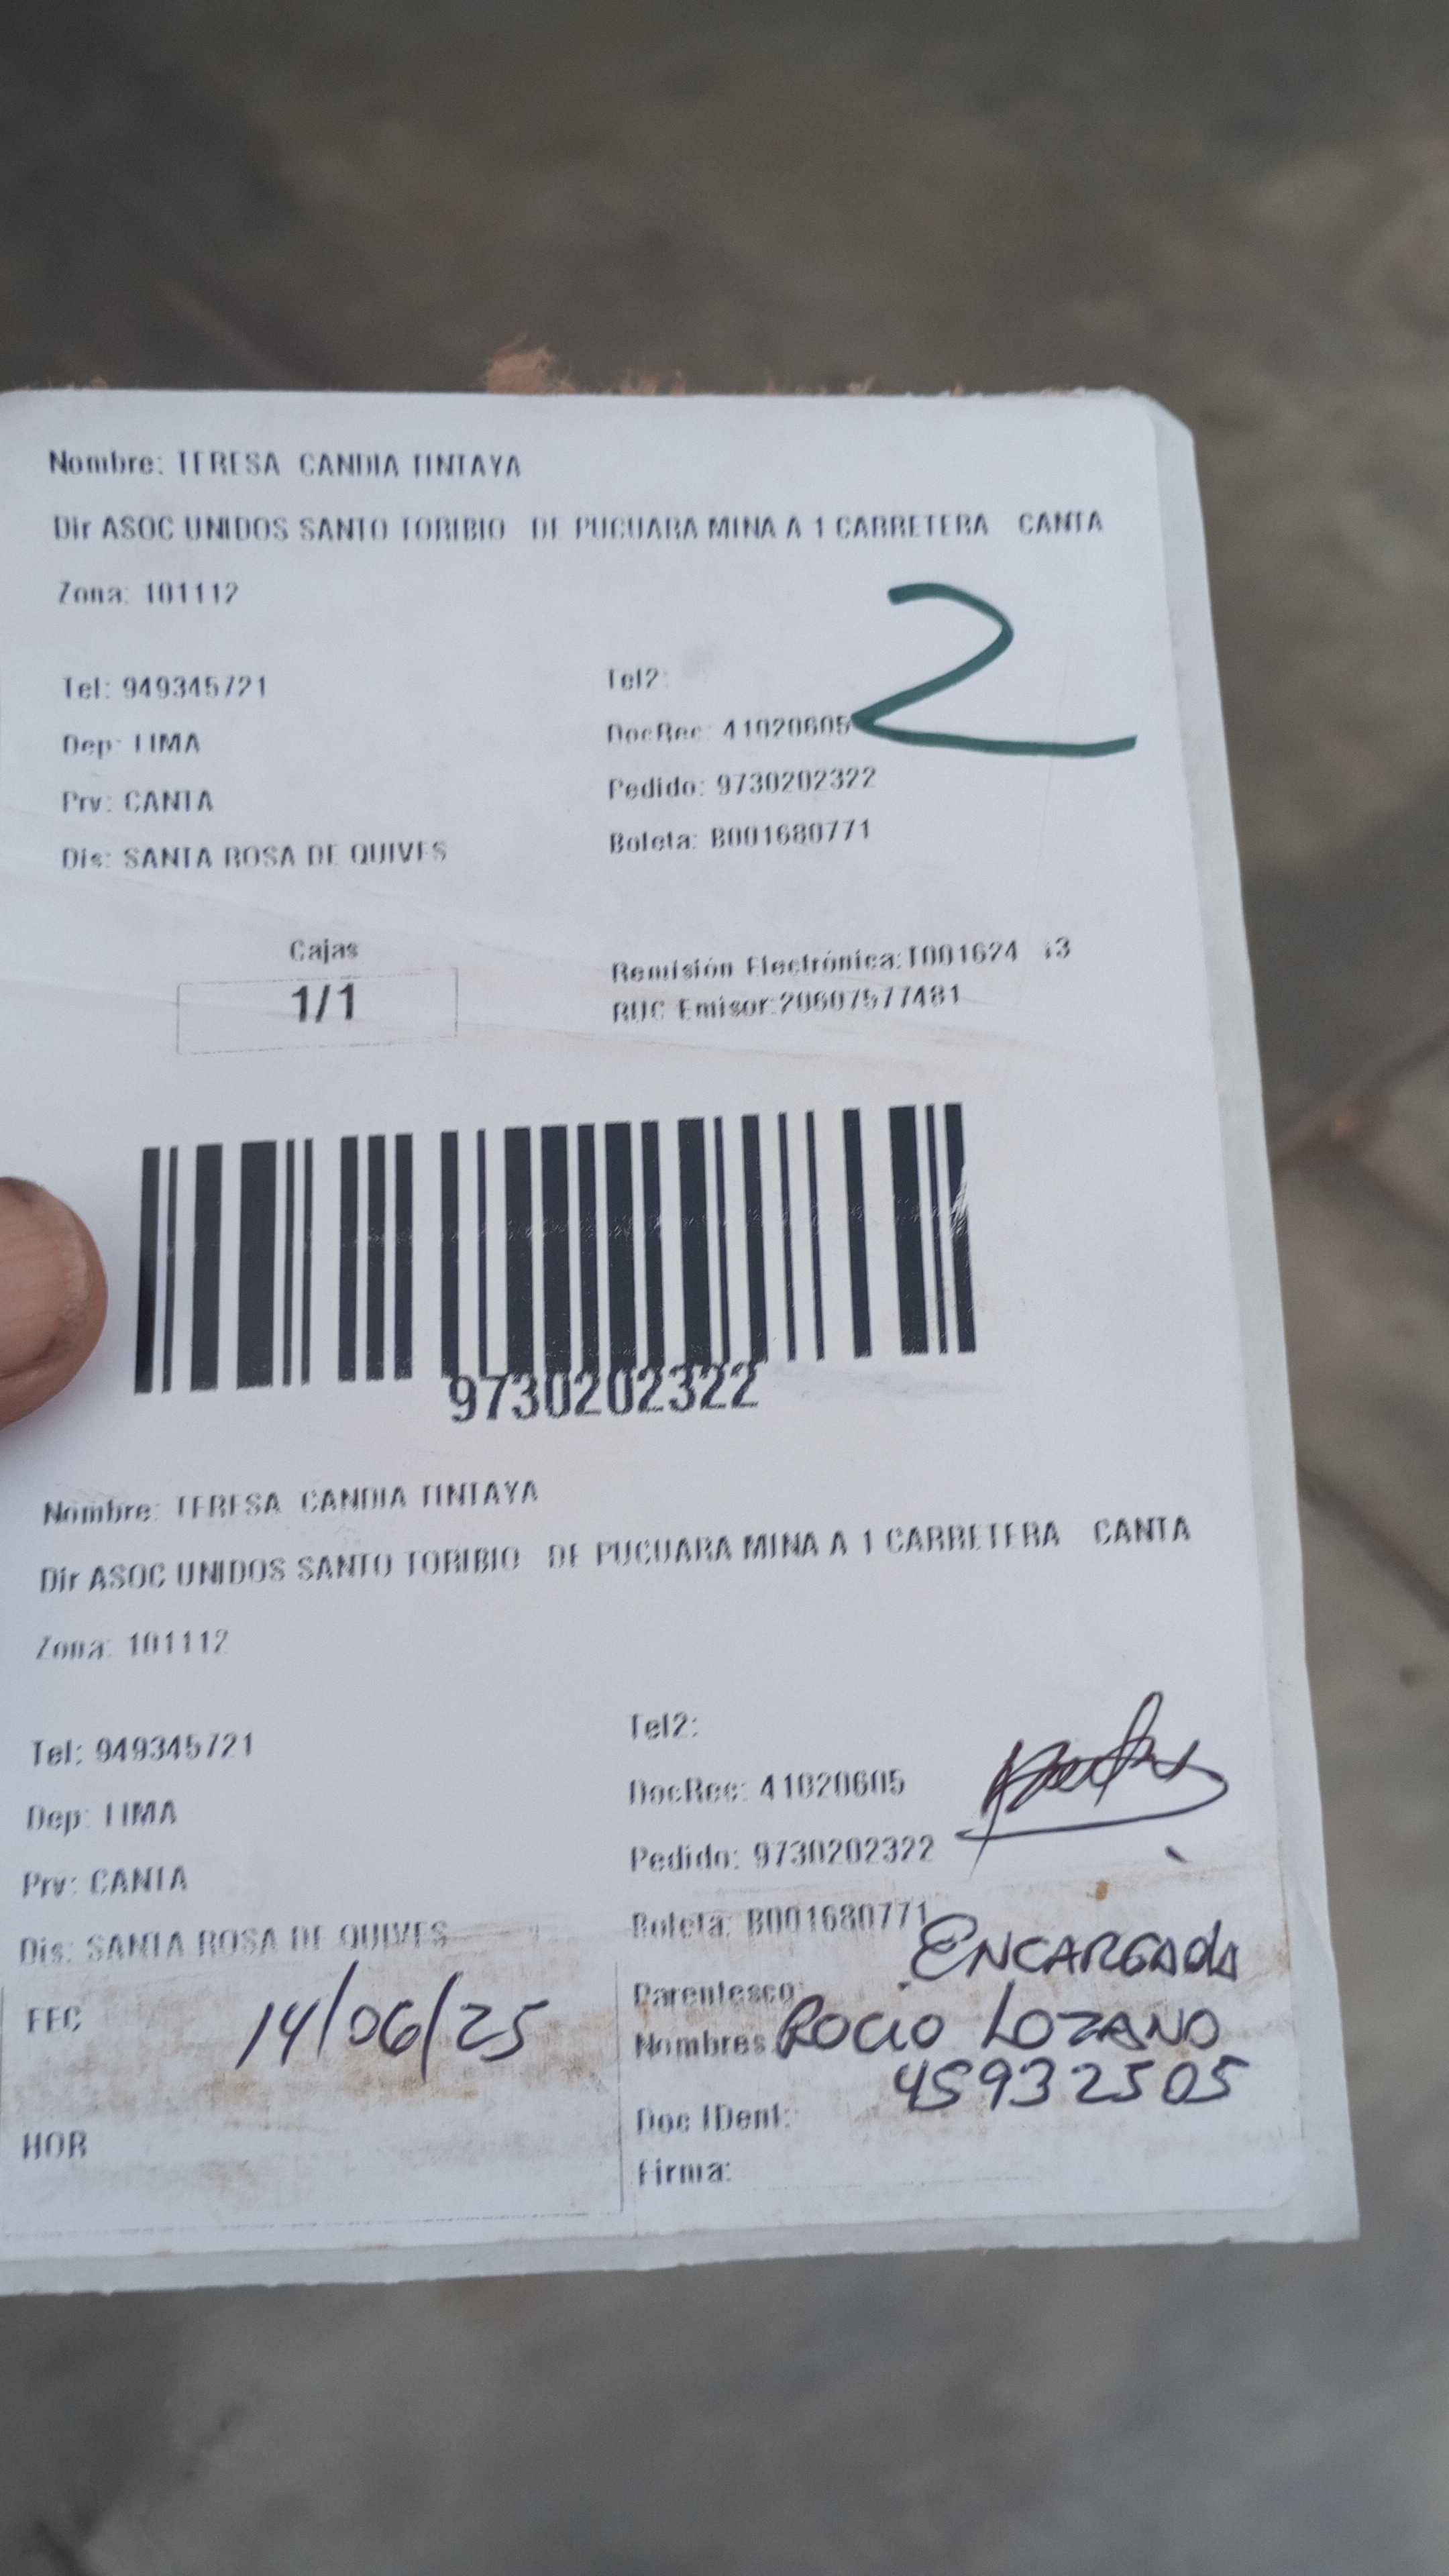 Nombre: TERESA CANDIA TINTAYA
Dir ASOC UNIDOS SANTO TORIBIO DE PUCUARA MINA A 1 CARRETERA CANTA
Zona: 101112
2
Tel: 949345721
Tel2:
Dep: LIMA
DocRec: 41020605
Prv: CANTA
Pedido: 9730202322
Dis: SANTA ROSA DE QUIVES
Boleta: B001680771
Cajas
1/1
Remisión Electrónica:T001624
RUC Emisor:20607577481
9730202322
Nombre: TERESA CANDIA TINTAYA
Dir ASOC UNIDOS SANTO TORIBIO DE PUCUARA MINA A 1 CARRETERA CANTA
Zona: 101112
Tel: 949345721
Tel2:
Dep: LIMA
DocRec: 41020605
Prv: CANTA
Pedido: 9730202322
Dis: SANTA ROSA DE QUIVES
Boleta: B001680771
FEC 14/06/25
Parentesco: ENCARGADA
Nombres ROCIO LOZANO
45932505
HOR
Doc IDent:
Firma: